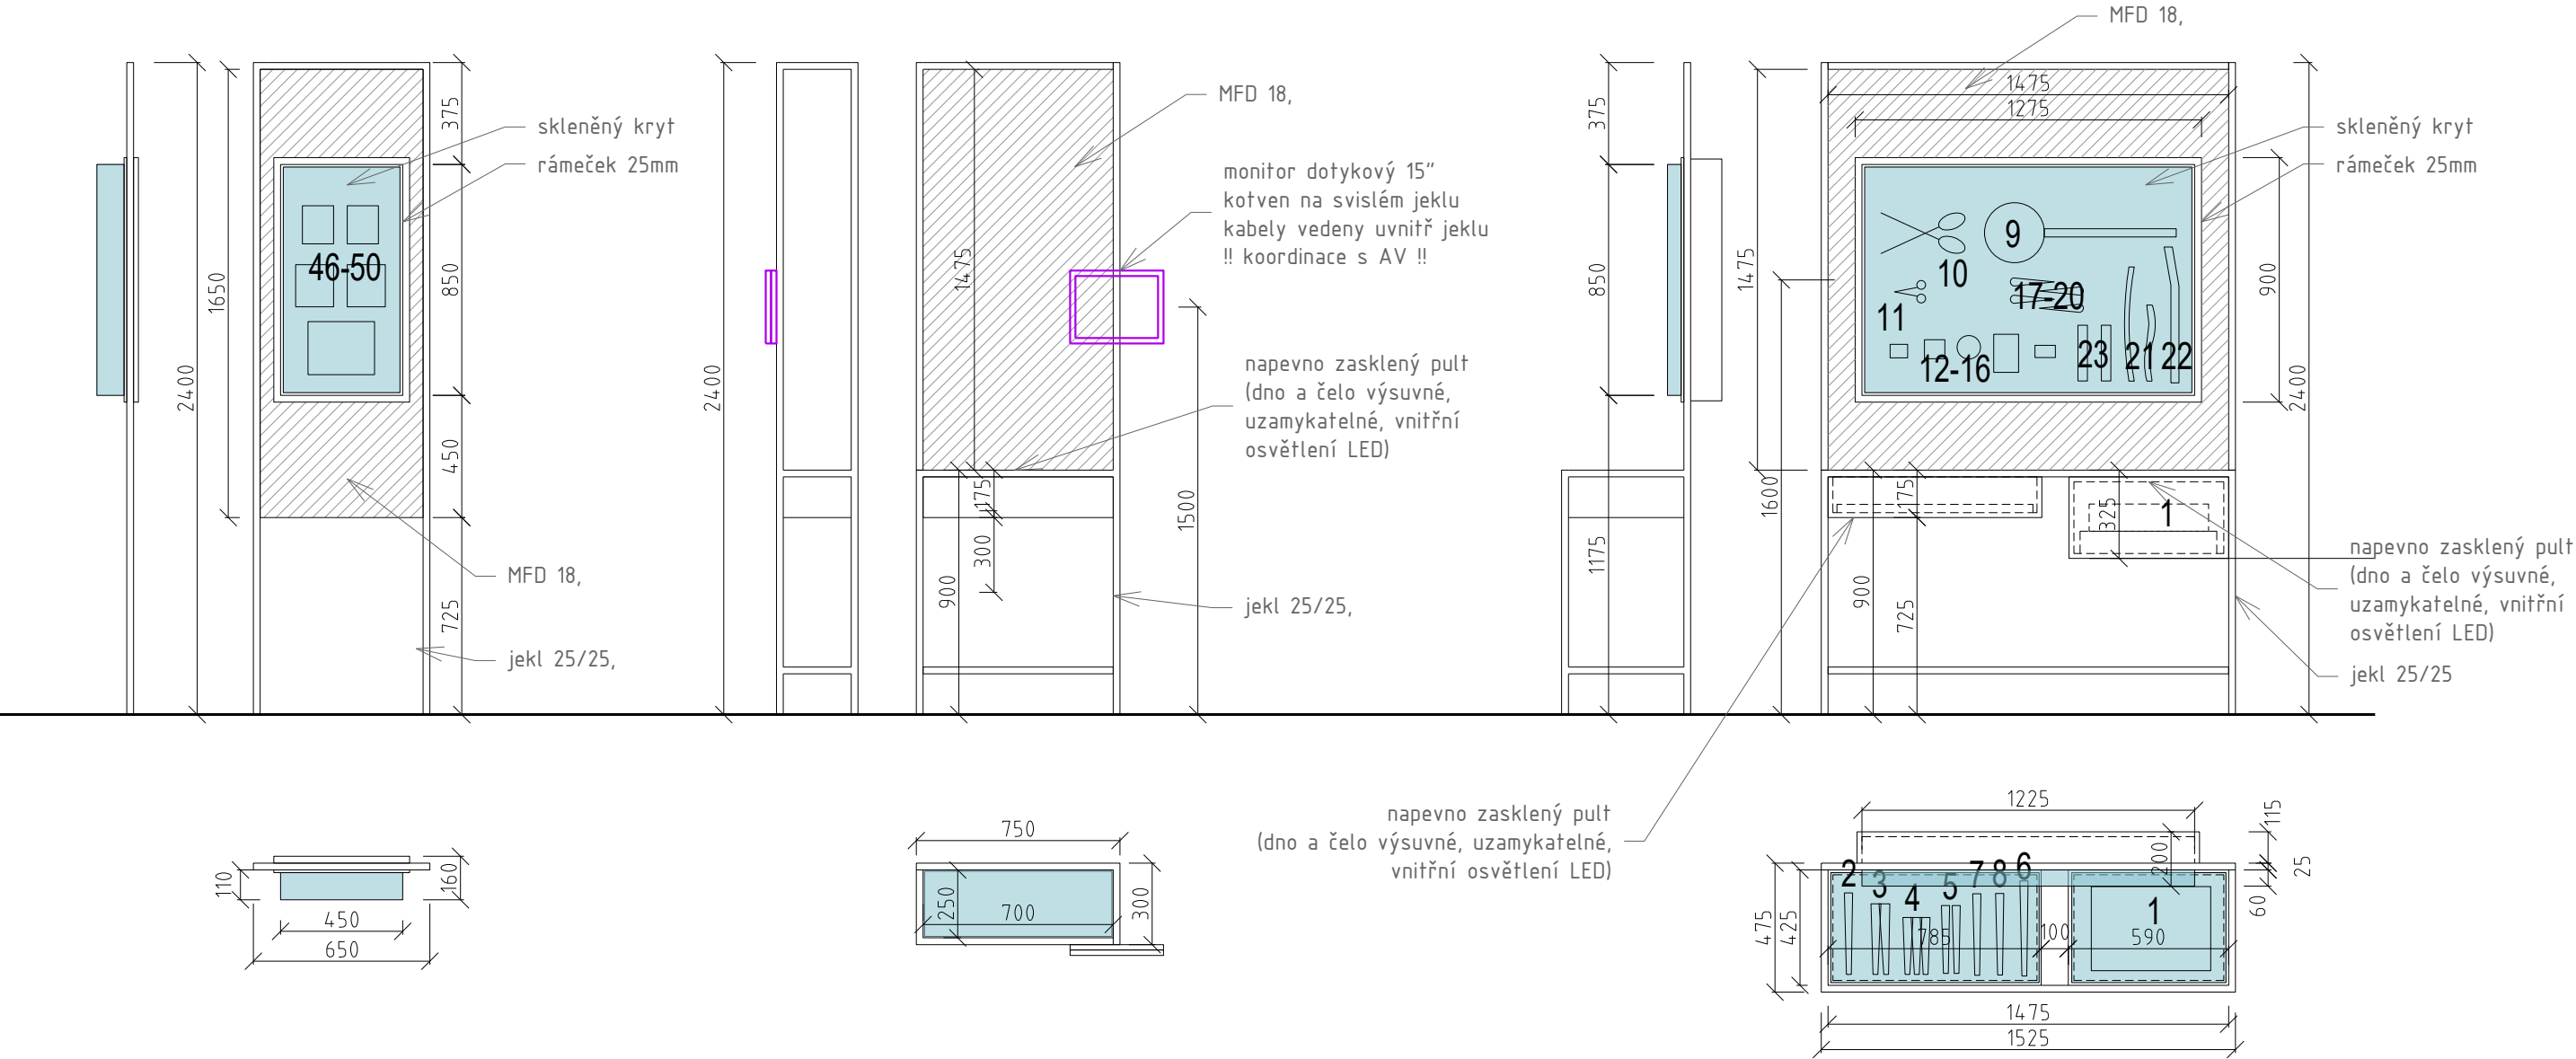 375
skleněný kryt
rámeček 25mm
46-50
850
1650
2400
450
MFD 18,
725
jekl 25/25,
110
160
450
650
MFD 18,
monitor dotykový 15"
kotven na svislém jeklu
kabely vedeny uvnitř jeklu
!! koordinace s AV !!
1475
2400
napevno zasklený pult
(dno a čelo výsuvné,
uzamykatelné, vnitřní
osvětlení LED)
175
1500
300
900
jekl 25/25,
750
250
700
300
MFD 18,
375
1475
1275
skleněný kryt
rámeček 25mm
1475
850
9
10
11
17-20
12-16
23
21
22
900
2400
1600
175
325
1
1175
900
725
napevno zasklený pult
(dno a čelo výsuvné,
uzamykatelné, vnitřní
osvětlení LED)
jekl 25/25
napevno zasklený pult
(dno a čelo výsuvné, uzamykatelné,
vnitřní osvětlení LED)
1225
115
200
25
60
2
3
4
5
7
8
6
1
475
425
785
100
590
1475
1525